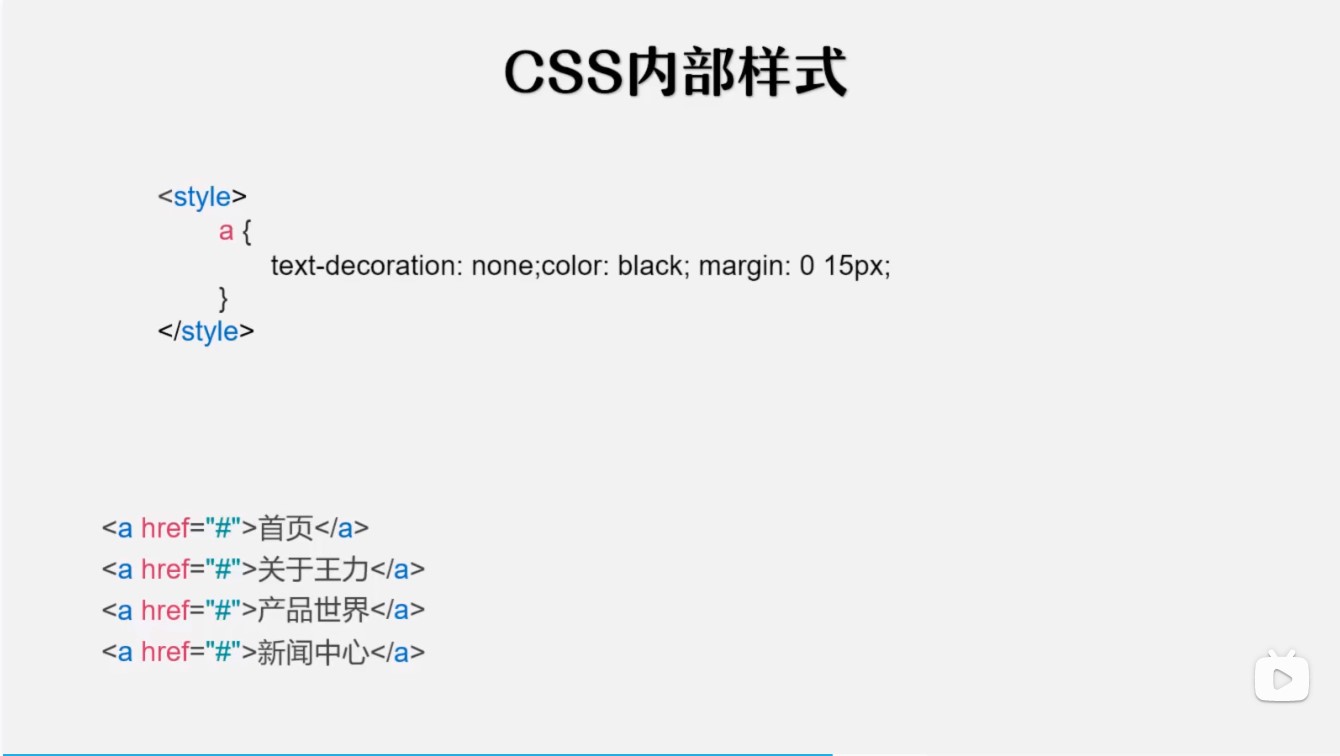 CSS内部样式
<style>
a {
text-decoration: none;color: black; margin: 0 15px;
}
</style>
<a href="#">首页</a>
<a href="#">关于王力</a>
<a href="#">产品世界</a>
<a href="#">新闻中心</a>